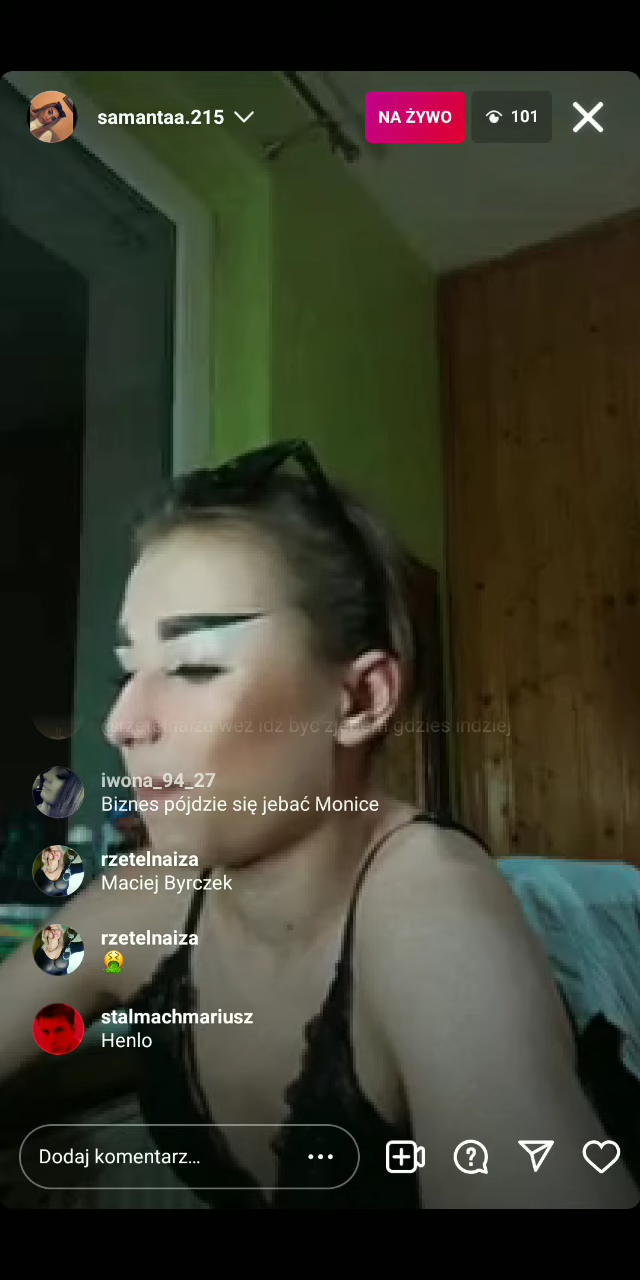 samantaa.215
NA ŻYWO
101
iwona_94_27
Biznes pójdzie się jebać Monice
rzetelnaiza
Maciej Byrczek
rzetelnaiza
🤮
stalmachmariusz
Henlo
Dodaj komentarz...